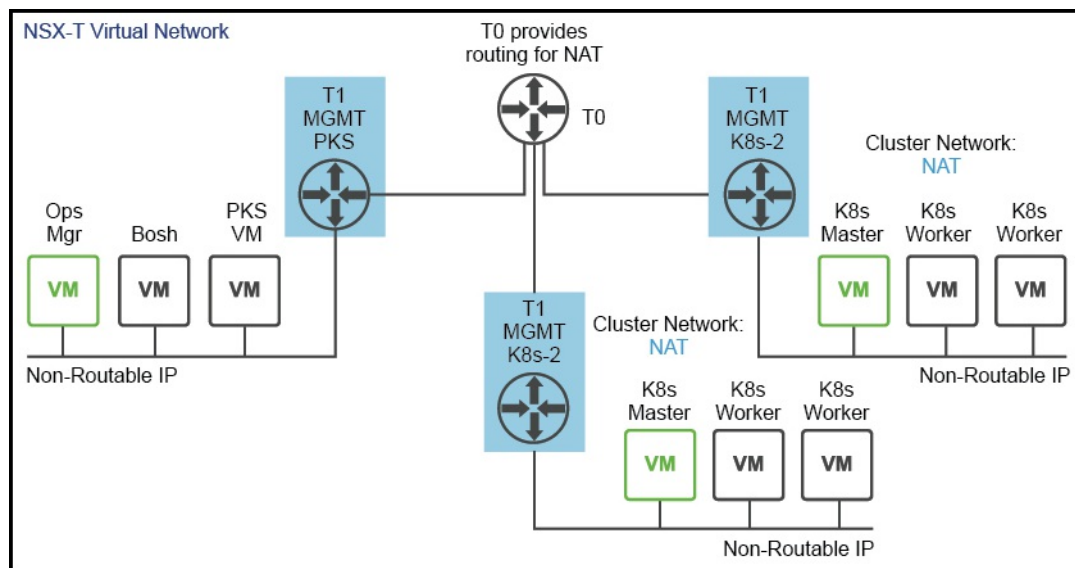 NSX-T Virtual Network
T0 provides
routing for NAT
T0
T1
MGMT
PKS
Ops
Mgr
Bosh
PKS
VM
VM
VM
VM
Non-Routable IP
T1
MGMT
K8s-2
Cluster Network:
NAT
K8s
Master
K8s
Worker
K8s
Worker
VM
VM
VM
Non-Routable IP
T1
MGMT
K8s-2
Cluster Network:
NAT
K8s
Master
K8s
Worker
K8s
Worker
VM
VM
VM
Non-Routable IP